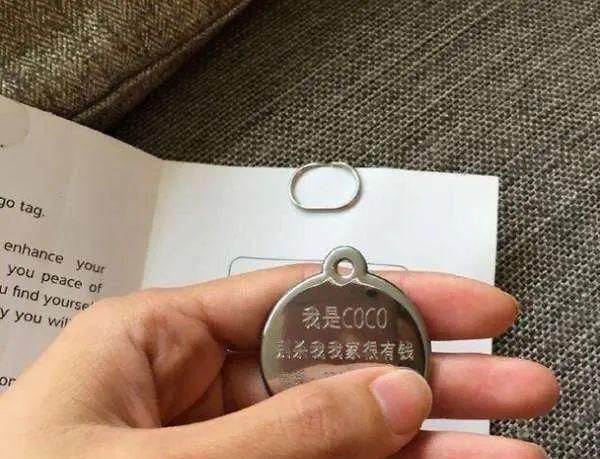 go tag.
enhance your
you peace of
u find yourse
y you wil
我是COCO
别杀我我家很有钱